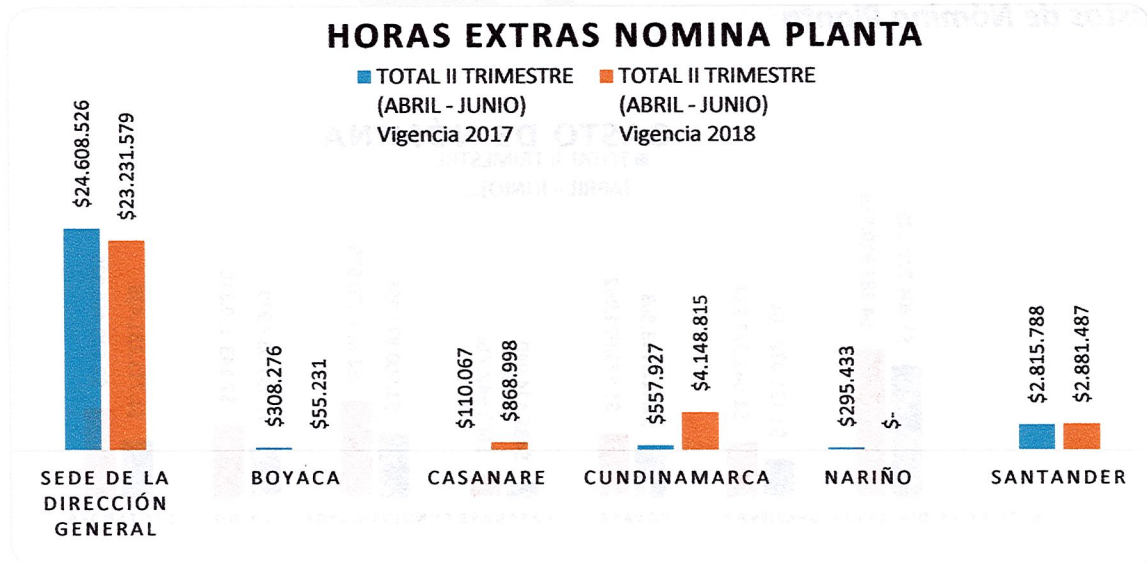 HORAS EXTRAS NOMINA PLANTA
TOTAL II TRIMESTRE
(ABRIL - JUNIO)
Vigencia 2017
TOTAL II TRIMESTRE
(ABRIL - JUNIO)
Vigencia 2018
$24.608.526
$23.231.579
$308.276
$55.231
$110.067
$868.998
$557.927
$4.148.815
$295.433
$-
$2.815.788
$2.881.487
SEDE DE LA
DIRECCIÓN
GENERAL
BOYACA
CASANARE
CUNDINAMARCA
NARIÑO
SANTANDER